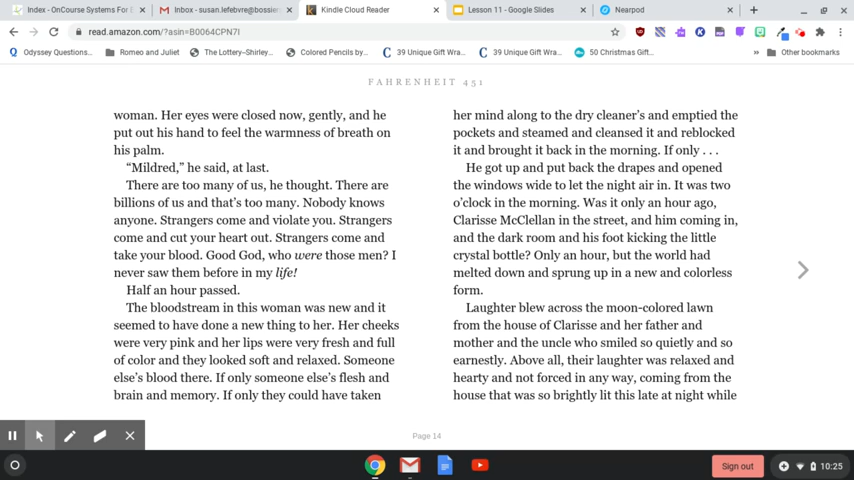 Index - OnCourse Systems For E
Inbox - susan.lefebvre@bossier
Kindle Cloud Reader
Lesson 11 - Google Slides
Nearpod
read.amazon.com/?asin=B0064CPN7I
Odyssey Questions...
Romeo and Juliet
The Lottery--Shirley...
Colored Pencils by...
39 Unique Gift Wra...
39 Unique Gift Wra...
50 Christmas Gift...
Other bookmarks
FAHRENHEIT 451
woman. Her eyes were closed now, gently, and he
put out his hand to feel the warmness of breath on
his palm.
“Mildred,” he said, at last.
There are too many of us, he thought. There are
billions of us and that’s too many. Nobody knows
anyone. Strangers come and violate you. Strangers
come and cut your heart out. Strangers come and
take your blood. Good God, who were those men? I
never saw them before in my life!
Half an hour passed.
The bloodstream in this woman was new and it
seemed to have done a new thing to her. Her cheeks
were very pink and her lips were very fresh and full
of color and they looked soft and relaxed. Someone
else’s blood there. If only someone else’s flesh and
brain and memory. If only they could have taken
her mind along to the dry cleaner’s and emptied the
pockets and steamed and cleansed it and reblocked
it and brought it back in the morning. If only . . .
He got up and put back the drapes and opened
the windows wide to let the night air in. It was two
o’clock in the morning. Was it only an hour ago,
Clarisse McClellan in the street, and him coming in,
and the dark room and his foot kicking the little
crystal bottle? Only an hour, but the world had
melted down and sprung up in a new and colorless
form.
Laughter blew across the moon-colored lawn
from the house of Clarisse and her father and
mother and the uncle who smiled so quietly and so
earnestly. Above all, their laughter was relaxed and
hearty and not forced in any way, coming from the
house that was so brightly lit this late at night while
Page 14
Sign out
10:25